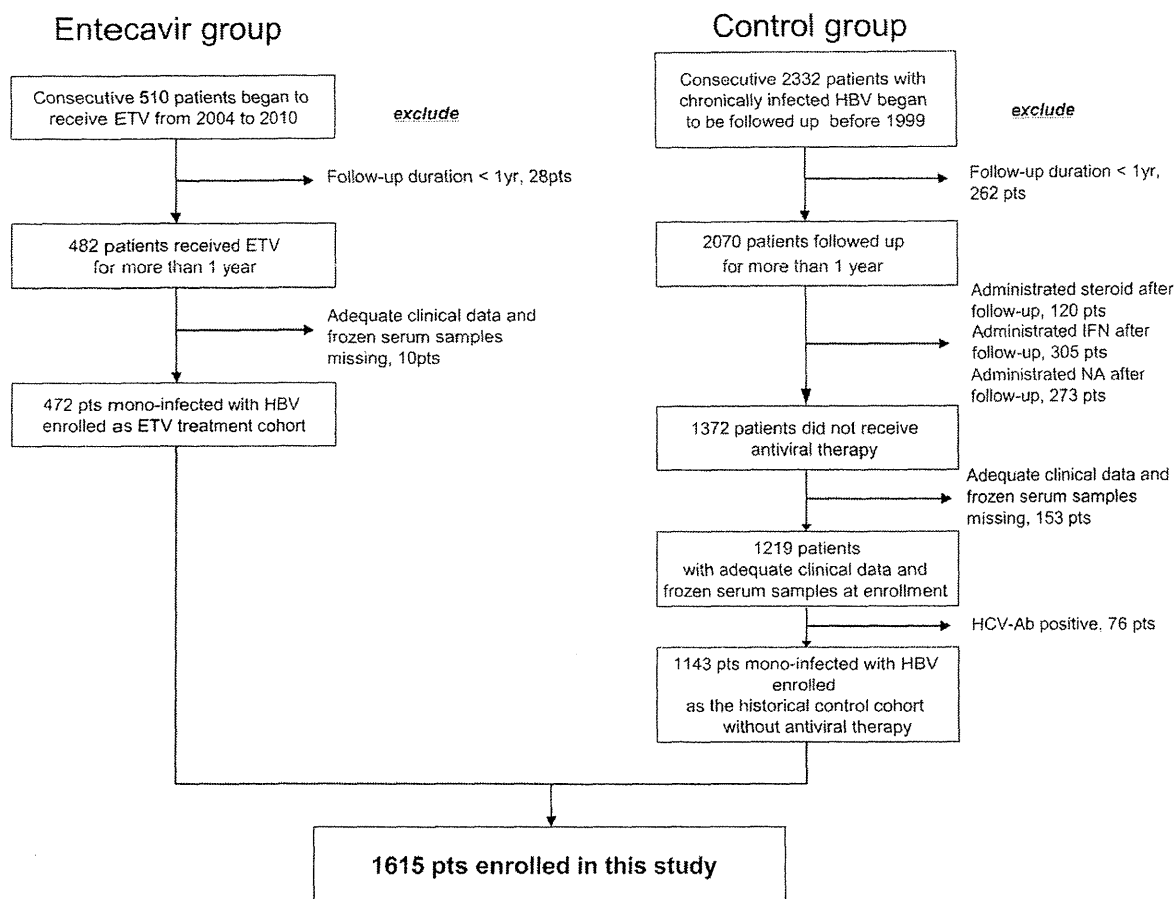 Entecavir group
Consecutive 510 patients began to
receive ETV from 2004 to 2010
exclude
Follow-up duration < 1yr, 28pts
482 patients received ETV
for more than 1 year
Adequate clinical data and
frozen serum samples
missing, 10pts
472 pts mono-infected with HBV
enrolled as ETV treatment cohort
Control group
Consecutive 2332 patients with
chronically infected HBV began
to be followed up before 1999
exclude
Follow-up duration < 1yr,
262 pts
2070 patients followed up
for more than 1 year
Administrated steroid after
follow-up, 120 pts
Administrated IFN after
follow-up, 305 pts
Administrated NA after
follow-up, 273 pts
1372 patients did not receive
antiviral therapy
Adequate clinical data and
frozen serum samples
missing, 153 pts
1219 patients
with adequate clinical data and
frozen serum samples at enrollment
HCV-Ab positive, 76 pts
1143 pts mono-infected with HBV
enrolled
as the historical control cohort
without antiviral therapy
1615 pts enrolled in this study